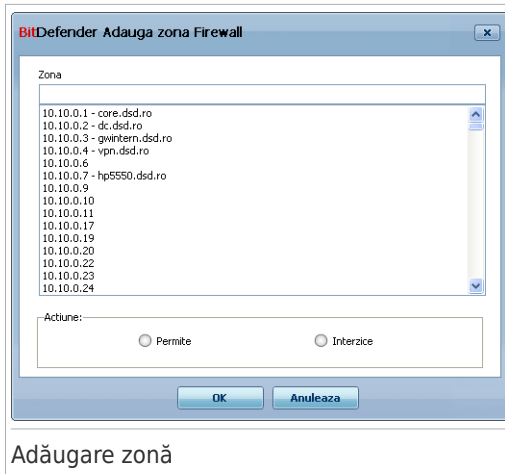 BitDefender Adauga zona Firewall
Zona
10.10.0.1 - core.dsd.ro
10.10.0.2 - dc.dsd.ro
10.10.0.3 - gwintern.dsd.ro
10.10.0.4 - vpn.dsd.ro
10.10.0.6
10.10.0.7 - hp5550.dsd.ro
10.10.0.9
10.10.0.10
10.10.0.11
10.10.0.17
10.10.0.19
10.10.0.20
10.10.0.22
10.10.0.23
10.10.0.24
Actiune:
Permite Interzice
OK Anuleaza
Adăugare zonă